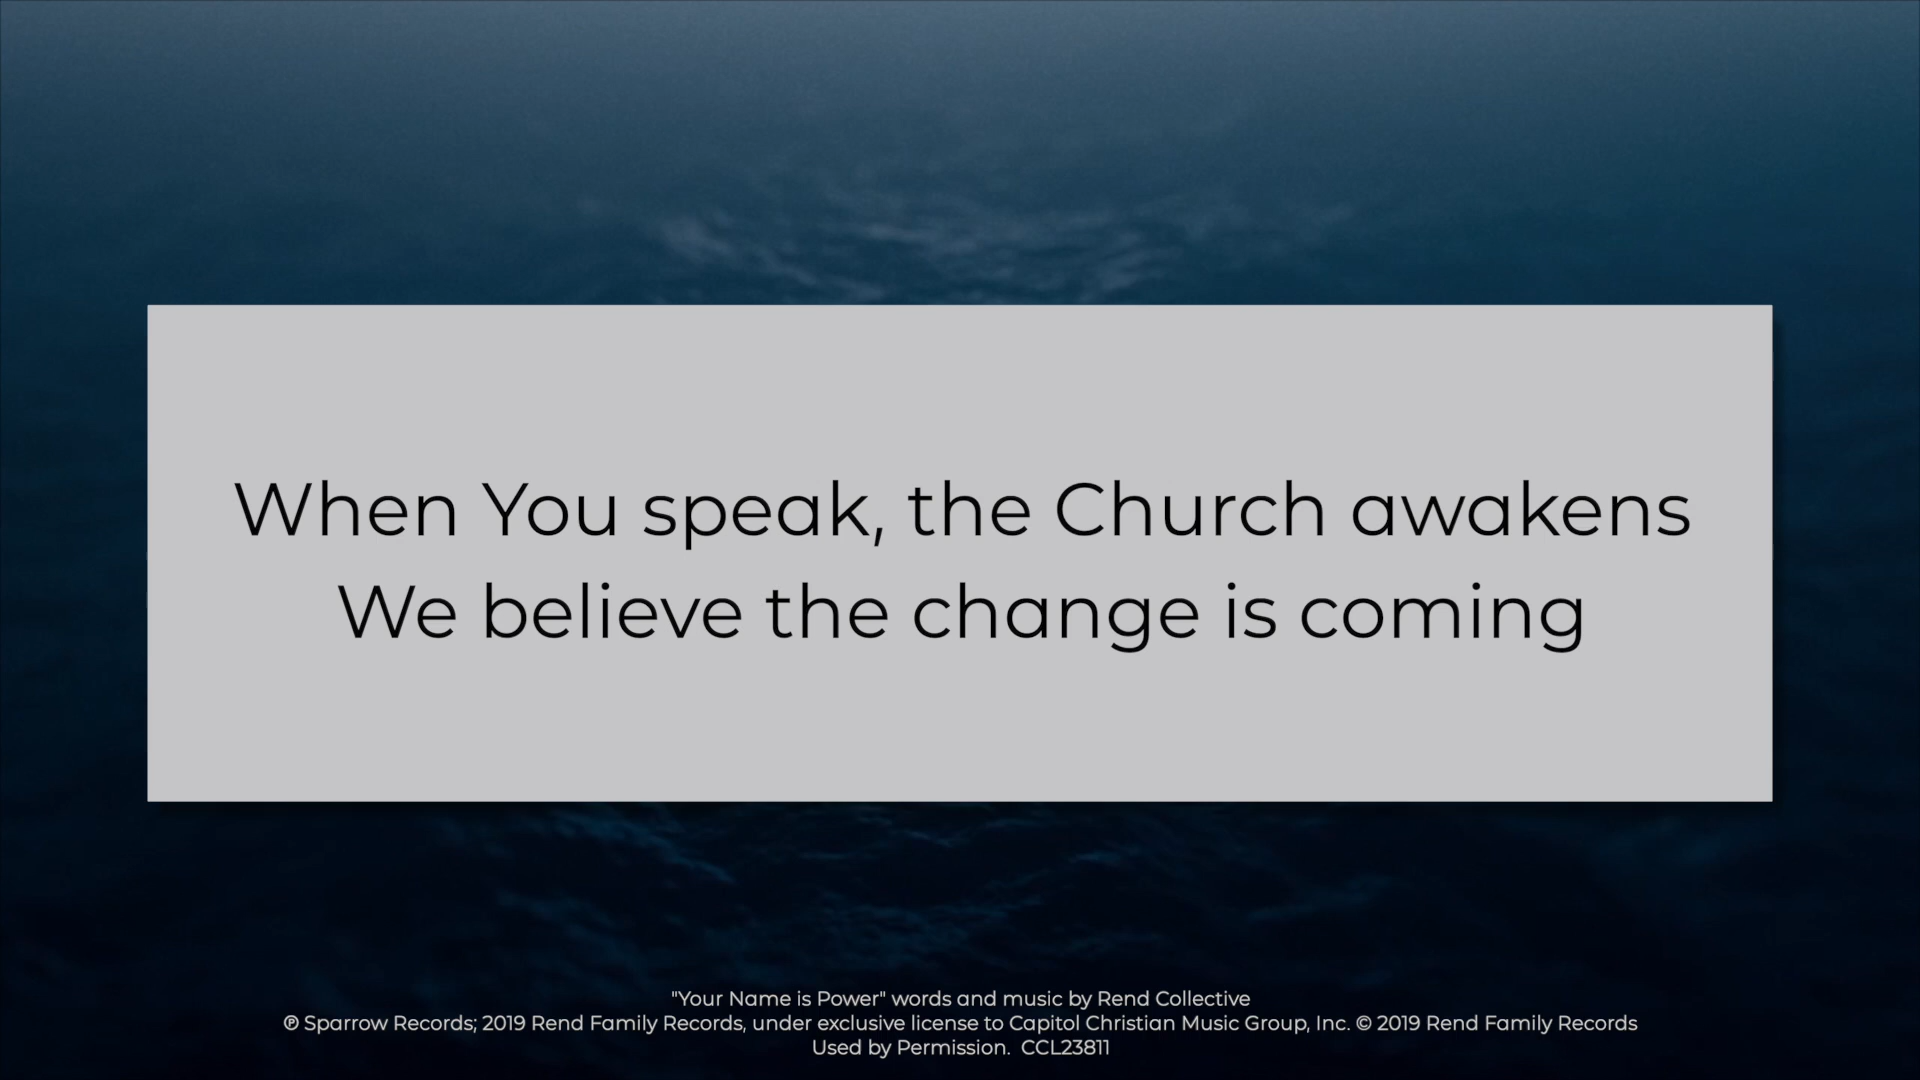 When You speak, the Church awakens
We believe the change is coming
"Your Name is Power" words and music by Rend Collective
℗ Sparrow Records; 2019 Rend Family Records, under exclusive license to Capitol Christian Music Group, Inc. © 2019 Rend Family Records
Used by Permission.  CCL23811